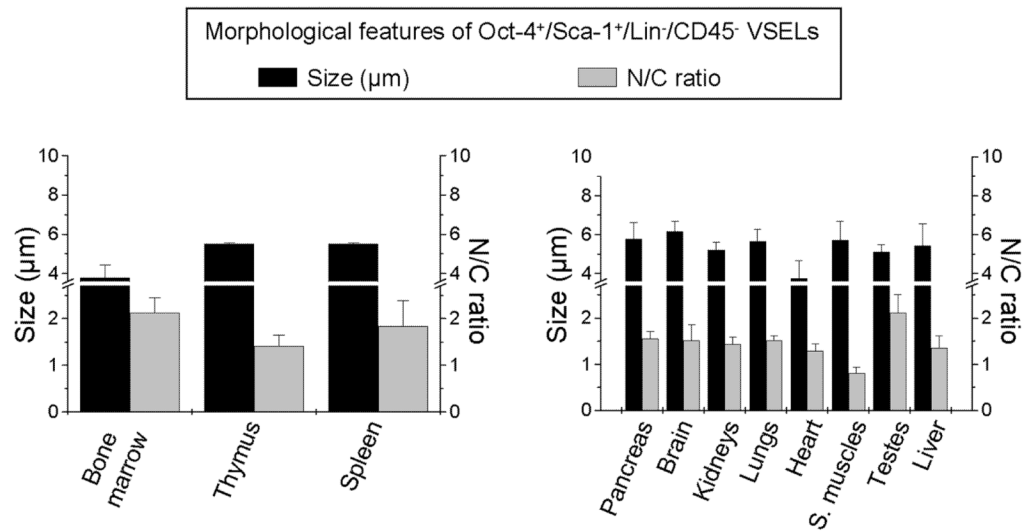 Morphological features of Oct-4⁺/Sca-1⁺/Lin⁻/CD45⁻ VSELs
Size (µm)
N/C ratio
10
8
6
4
2
1
0
Size (µm)
10
8
6
4
2
1
0
N/C ratio
Bone
marrow
Thymus
Spleen
10
8
6
4
2
1
0
Size (µm)
10
8
6
4
2
1
0
N/C ratio
Pancreas
Brain
Kidneys
Lungs
Heart
S. muscles
Testes
Liver